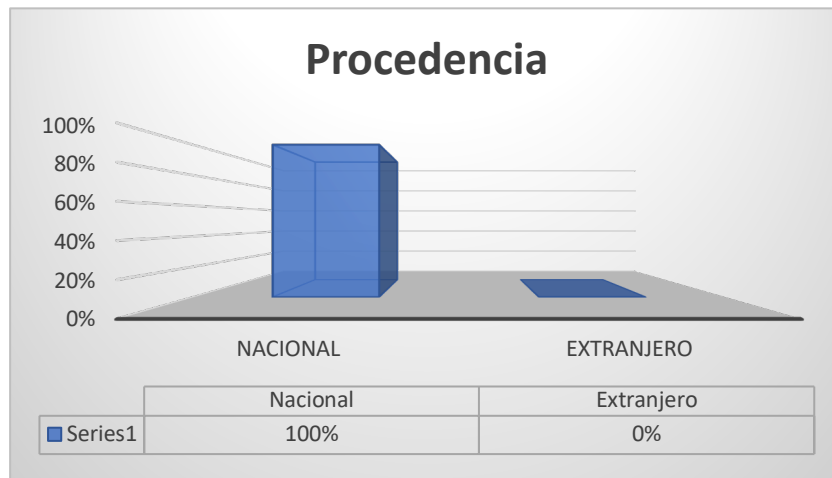 Procedencia
100%
80%
60%
40%
20%
0%
NACIONAL EXTRANJERO
Nacional Extranjero
Series1 100% 0%